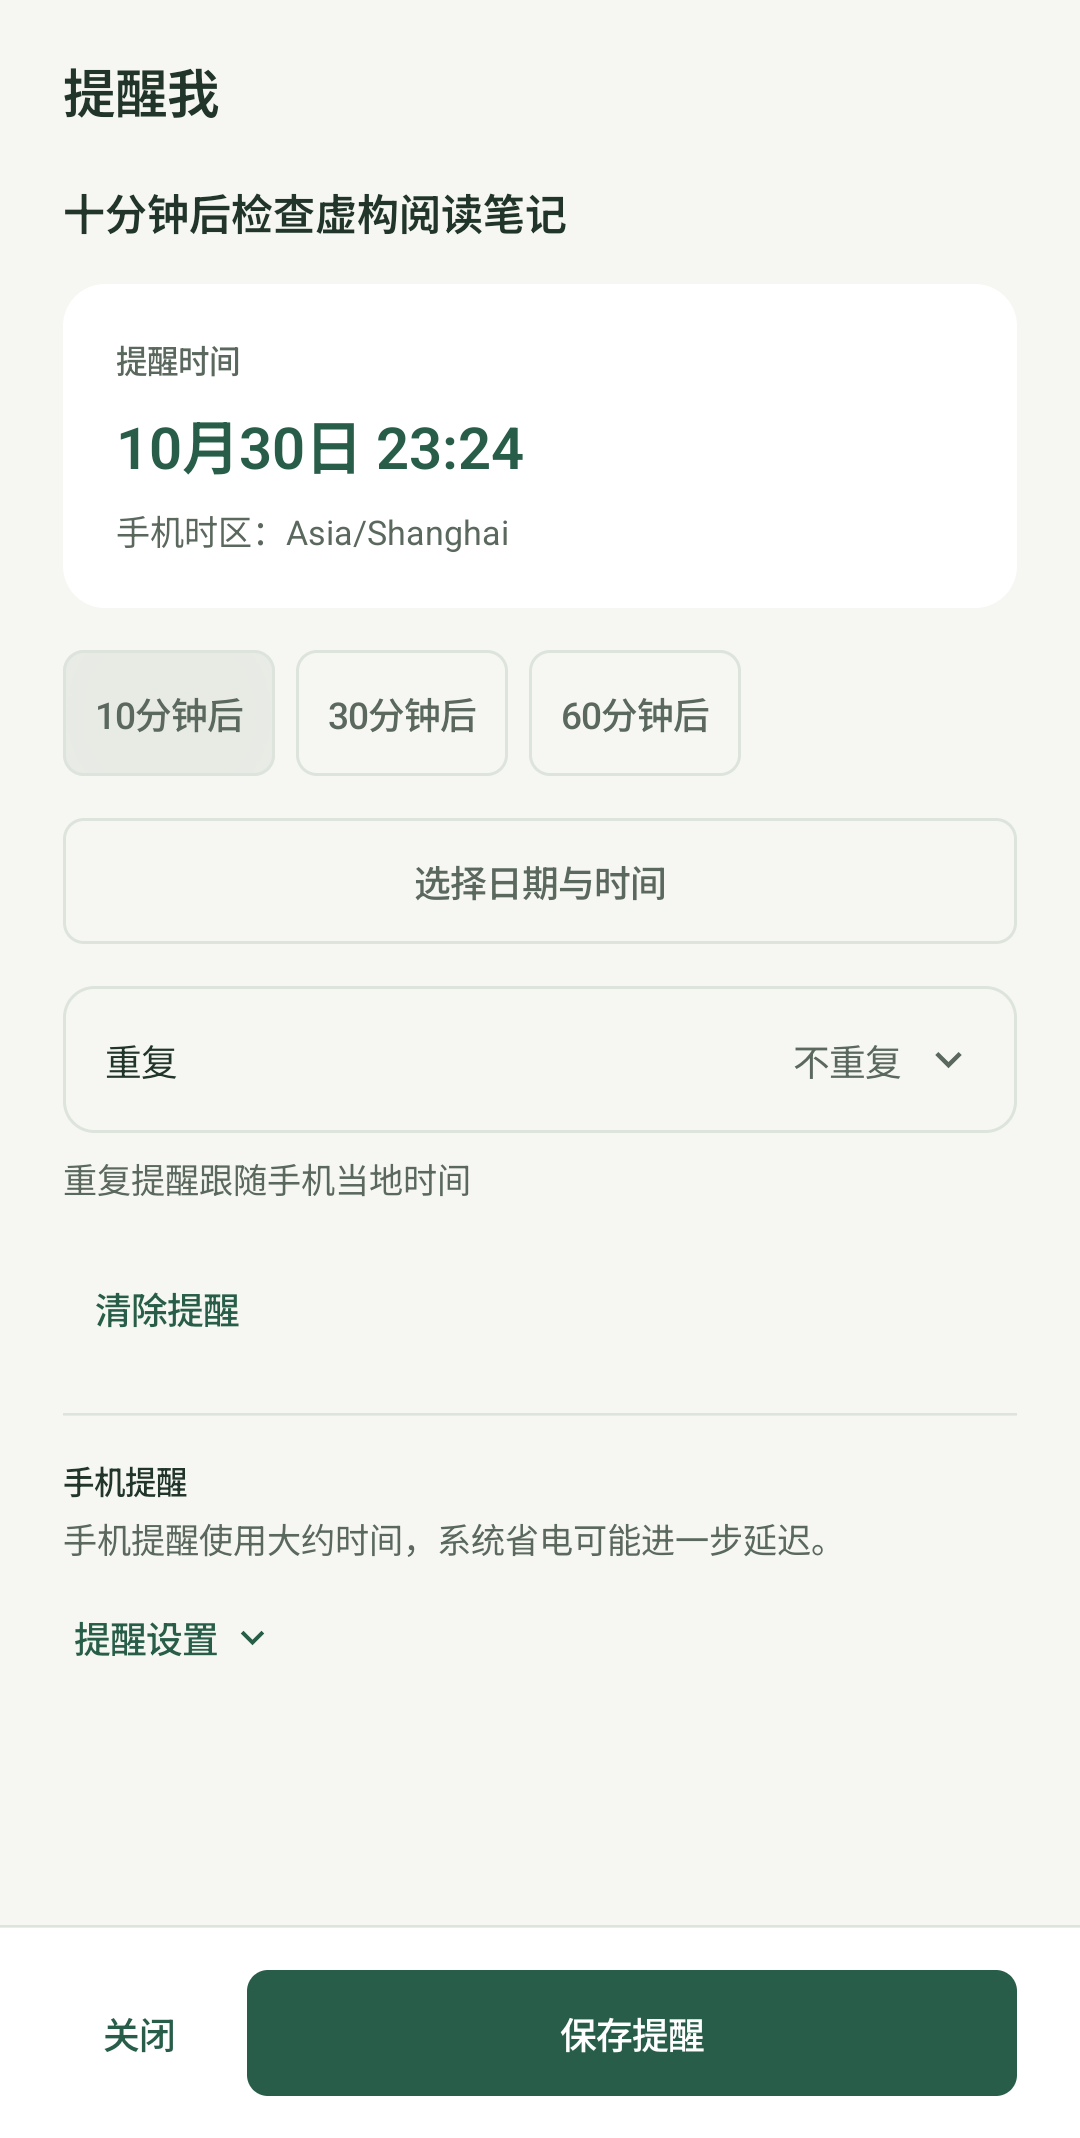 提醒我
十分钟后检查虚构阅读笔记
提醒时间
10月30日 23:24
手机时区：Asia/Shanghai
10分钟后 30分钟后 60分钟后
选择日期与时间
重复 不重复
重复提醒跟随手机当地时间
清除提醒
手机提醒
手机提醒使用大约时间，系统省电可能进一步延迟。
提醒设置
关闭 保存提醒